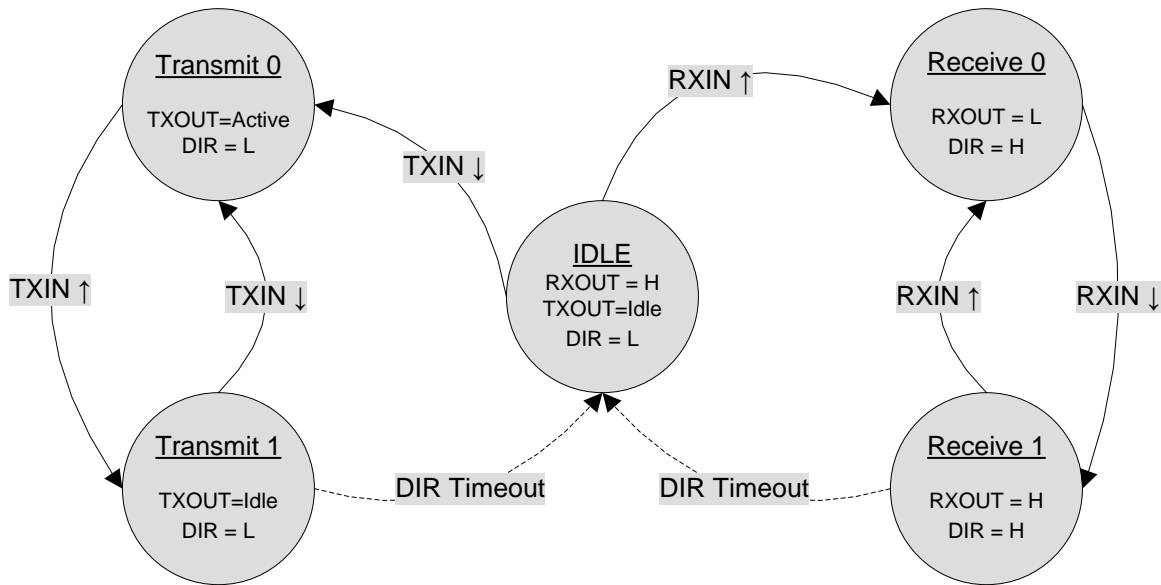 Transmit 0
TXOUT=Active
DIR = L
Receive 0
RXOUT = L
DIR = H
RXIN ↑
TXIN ↓
IDLE
RXOUT = H
TXOUT=Idle
DIR = L
TXIN ↑
TXIN ↓
RXIN ↑
RXIN ↓
Transmit 1
TXOUT=Idle
DIR = L
DIR Timeout
DIR Timeout
Receive 1
RXOUT = H
DIR = H